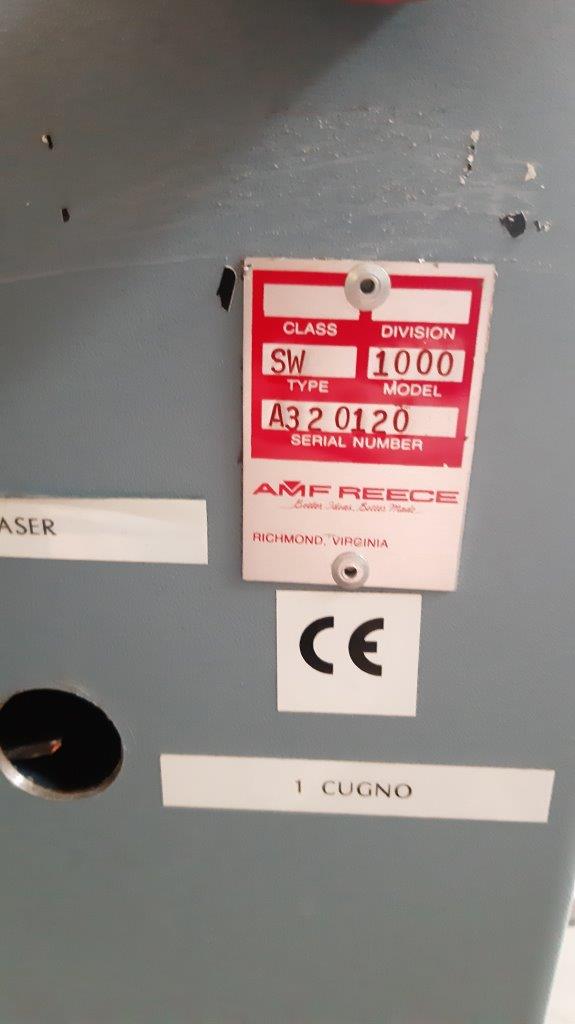 CLASS DIVISION
SW 1000
TYPE MODEL
A320120
SERIAL NUMBER
AMF REECE
Better Ideas, Better Made
RICHMOND, VIRGINIA
ASER
CE
1 CUGNO